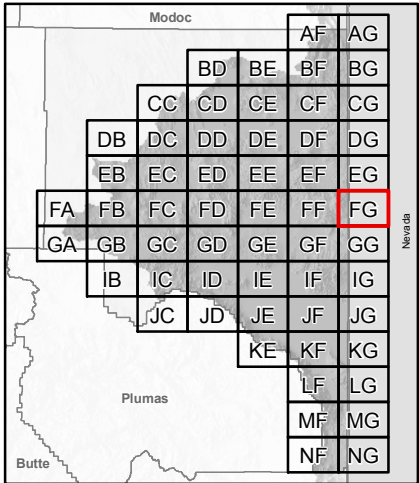 Modoc
AF AG
BD BE BF BG
CC CD CE CF CG
DB DC DD DE DF DG
EB EC ED EE EF EG
FA FB FC FD FE FF FG
Nevada
GA GB GC GD GE GF GG
IB IC ID IE IF IG
JC JD JE JF JG
KE KF KG
LF LG
Plumas
MF MG
Butte
NF NG